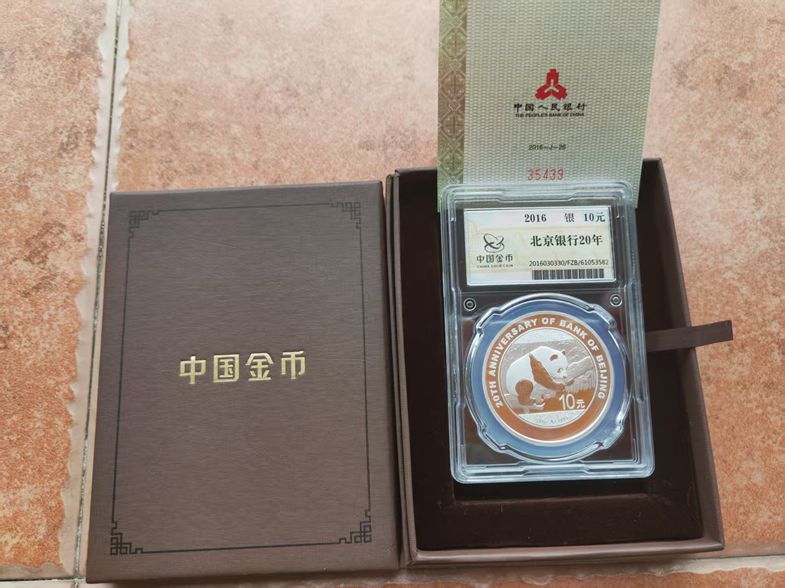 中国人民银行
THE PEOPLE'S BANK OF CHINA
2016-J-26
35439
2016 银 10元
北京银行20年
中国金币
CHINA GOLD COIN
2016030330/FZB/61053582
20TH ANNIVERSARY OF BANK OF BEIJING
10元
中国金币